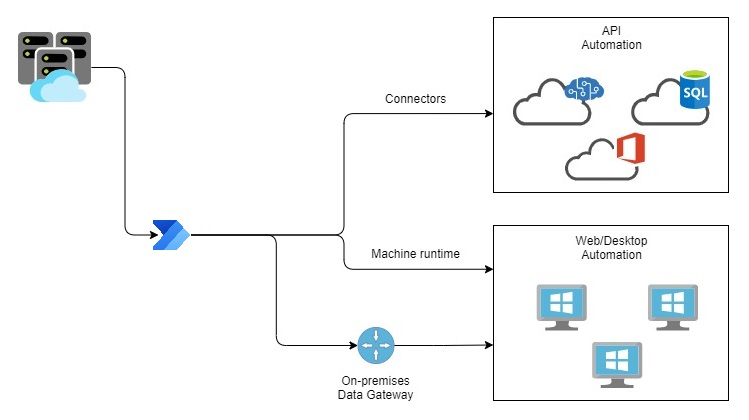 API
Automation
Connectors
SQL
Machine runtime
Web/Desktop
Automation
On-premises
Data Gateway